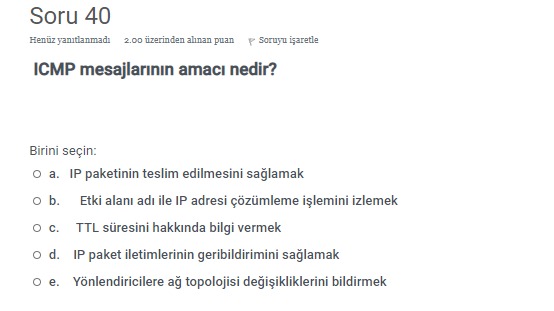 Soru 40
Henüz yanıtlanmadı 2.00 üzerinden alınan puan Soruyu işaretle
ICMP mesajlarının amacı nedir?
Birini seçin:
a. IP paketinin teslim edilmesini sağlamak
b. Etki alanı adı ile IP adresi çözümleme işlemini izlemek
c. TTL süresini hakkında bilgi vermek
d. IP paket iletimlerinin geribildirimini sağlamak
e. Yönlendiricilere ağ topolojisi değişikliklerini bildirmek